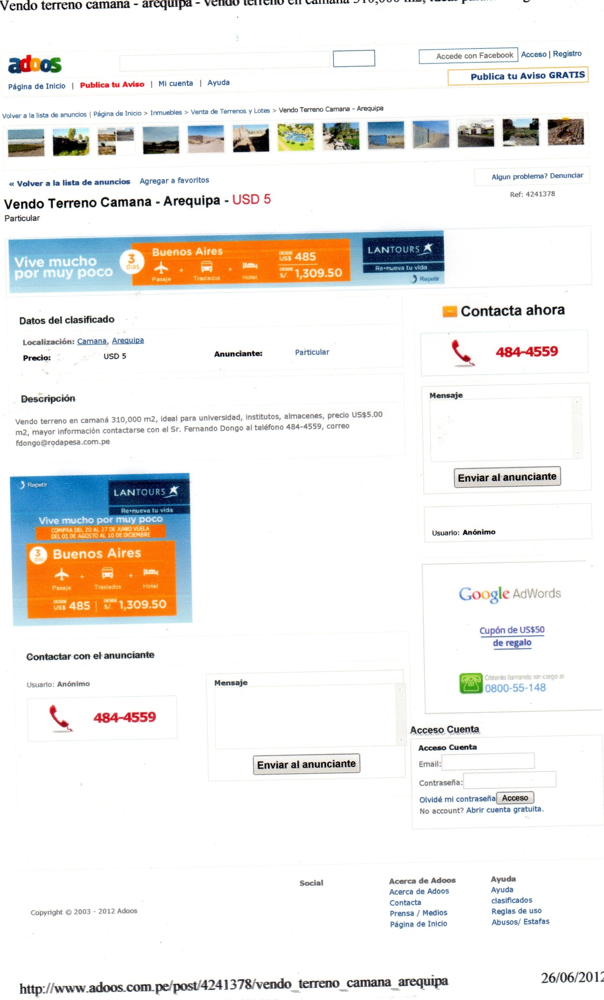 Vendo terreno camana - arequipa - Vendo terreno en camaná 310,000 m2,
adoos
Accede con Facebook Acceso | Registro
Página de Inicio | Publica tu Aviso | Mi cuenta | Ayuda
Publica tu Aviso GRATIS
Volver a la lista de anuncios | Página de Inicio > Inmuebles > Venta de Terrenos y Lotes > Vendo Terreno Camana - Arequipa
« Volver a la lista de anuncios Agregar a favoritos
Algun problema? Denunciar
Ref: 4241378
Vendo Terreno Camana - Arequipa - USD 5
Particular
Vive mucho
por muy poco
3
días
Buenos Aires
Pasaje + Traslados + Hotel
DESDE US$ 485
DESDE S/. 1,309.50
LANTOURS
Re•nueva tu vida
Repetir
Datos del clasificado
Localización: Camana, Arequipa
Precio: USD 5 Anunciante: Particular
Contacta ahora
484-4559
Descripción
Vendo terreno en camaná 310,000 m2, ideal para universidad, institutos, almacenes, precio US$5.00
m2, mayor información contactarse con el Sr. Fernando Dongo al teléfono 484-4559, correo
fdongo@rodapesa.com.pe
Mensaje
Enviar al anunciante
Usuario: Anónimo
Repetir
LANTOURS
Re•nueva tu vida
Vive mucho por muy poco
COMPRA DEL 20 AL 27 DE JUNIO VUELA
DEL 01 DE AGOSTO AL 10 DE DICIEMBRE
3
días
Buenos Aires
Pasaje + Traslados + Hotel
DESDE US$ 485 | DESDE S/. 1,309.50
Google AdWords
Cupón de US$50
de regalo
Obtenlo llamando sin cargo al
0800-55-148
Contactar con el anunciante
Usuario: Anónimo
484-4559
Mensaje
Enviar al anunciante
Acceso Cuenta
Acceso Cuenta
Email:
Contraseña:
Olvidé mi contraseña Acceso
No account? Abrir cuenta gratuita.
Copyright © 2003 - 2012 Adoos
Social
Acerca de Adoos
Acerca de Adoos
Contacta
Prensa / Medios
Página de Inicio
Ayuda
Ayuda
clasificados
Reglas de uso
Abusos/ Estafas
http://www.adoos.com.pe/post/4241378/vendo_terreno_camana_arequipa
26/06/2012